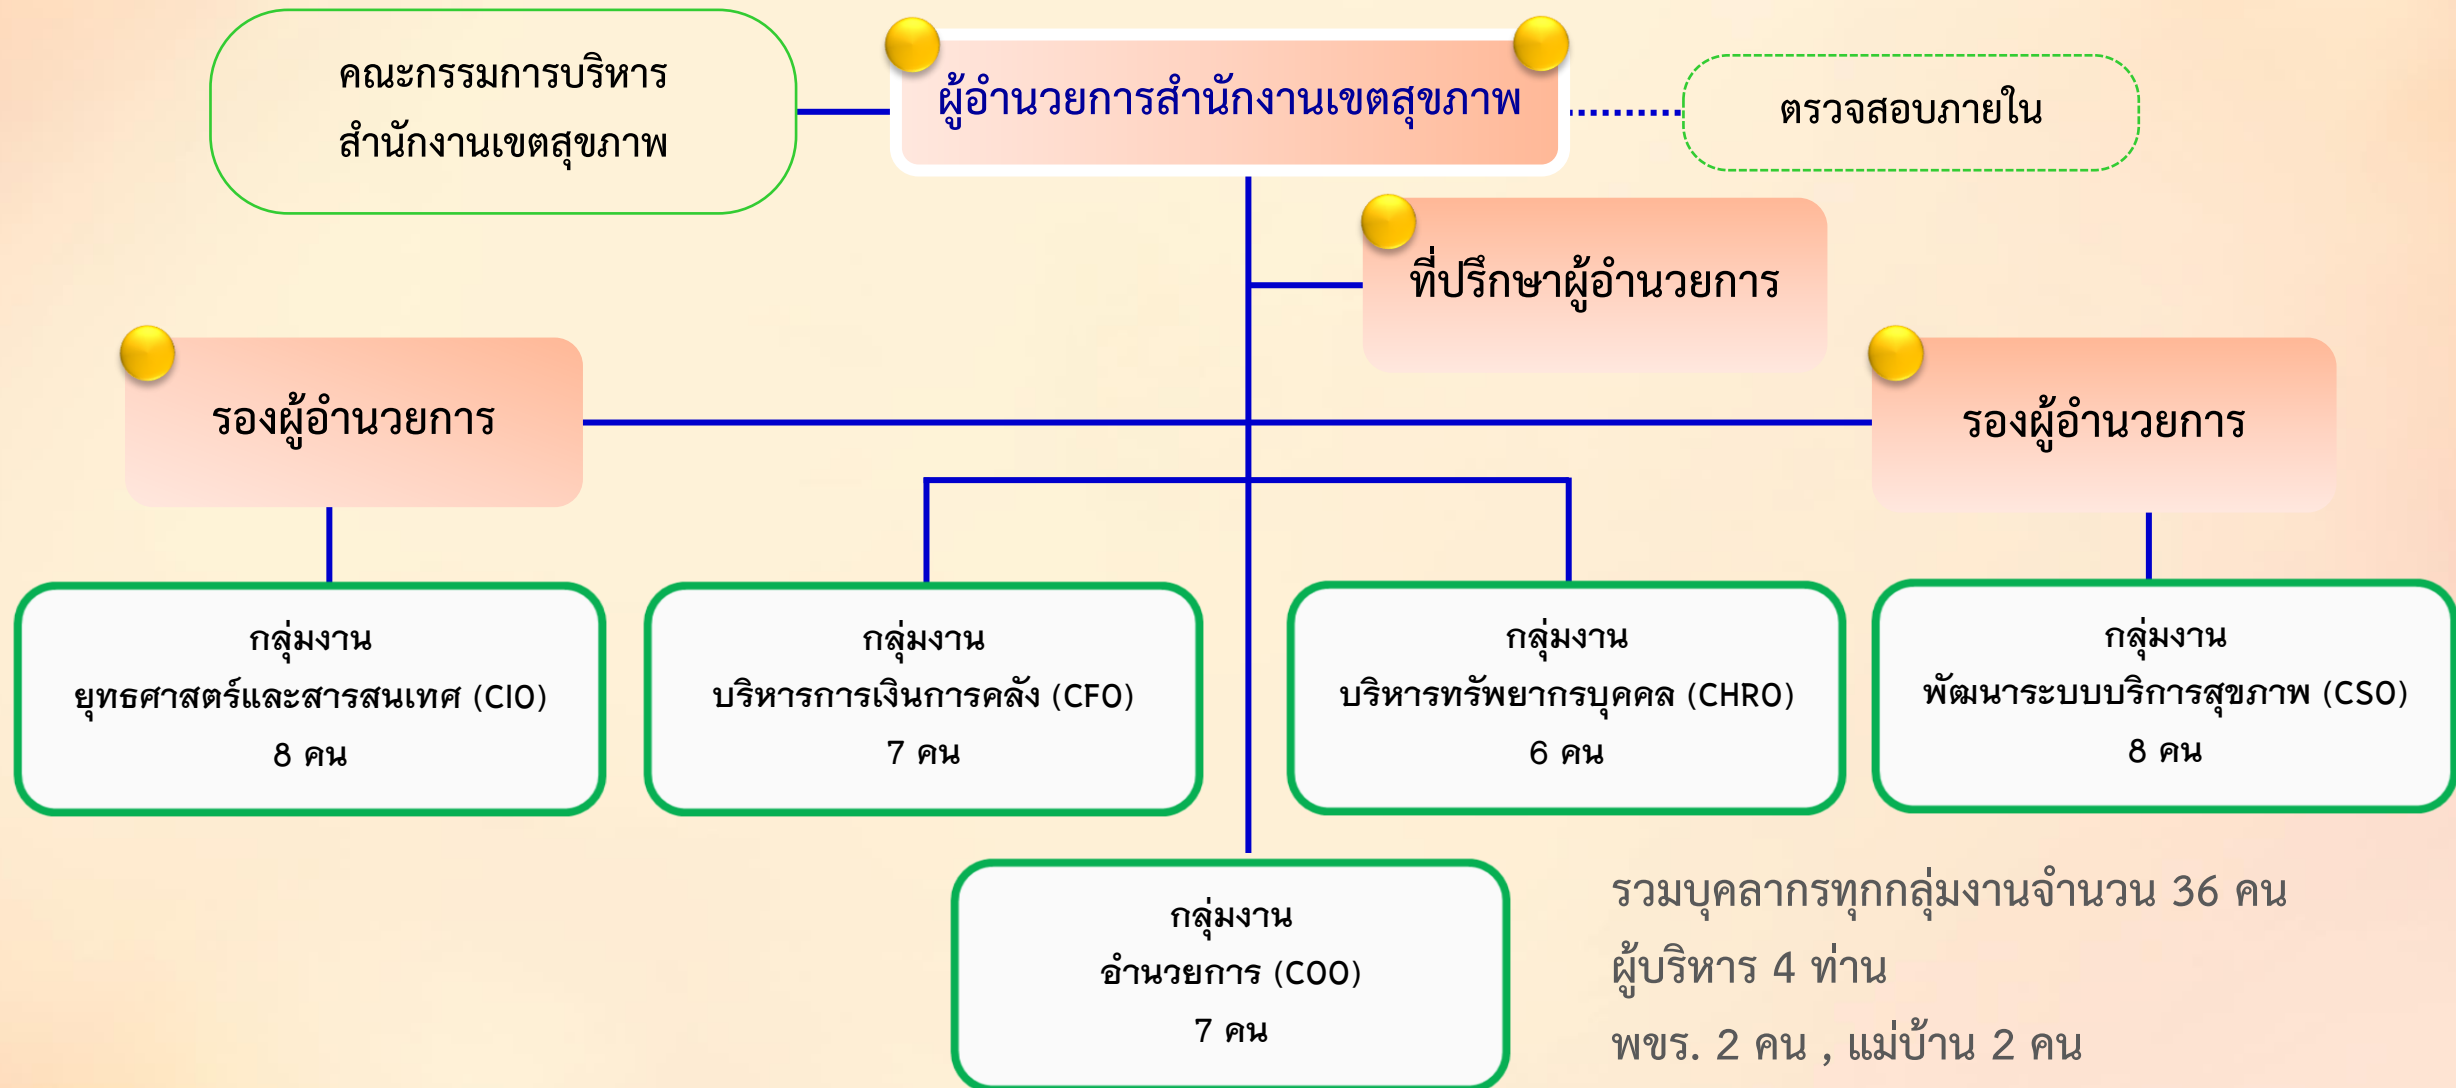 คณะกรรมการบริหาร
สำนักงานเขตสุขภาพ
ผู้อำนวยการสำนักงานเขตสุขภาพ
ตรวจสอบภายใน
ที่ปรึกษาผู้อำนวยการ
รองผู้อำนวยการ
รองผู้อำนวยการ
กลุ่มงาน
ยุทธศาสตร์และสารสนเทศ (CIO)
8 คน
กลุ่มงาน
บริหารการเงินการคลัง (CFO)
7 คน
กลุ่มงาน
บริหารทรัพยากรบุคคล (CHRO)
6 คน
กลุ่มงาน
พัฒนาระบบบริการสุขภาพ (CSO)
8 คน
กลุ่มงาน
อำนวยการ (COO)
7 คน
รวมบุคลากรทุกกลุ่มงานจำนวน 36 คน
ผู้บริหาร 4 ท่าน
พขร. 2 คน , แม่บ้าน 2 คน